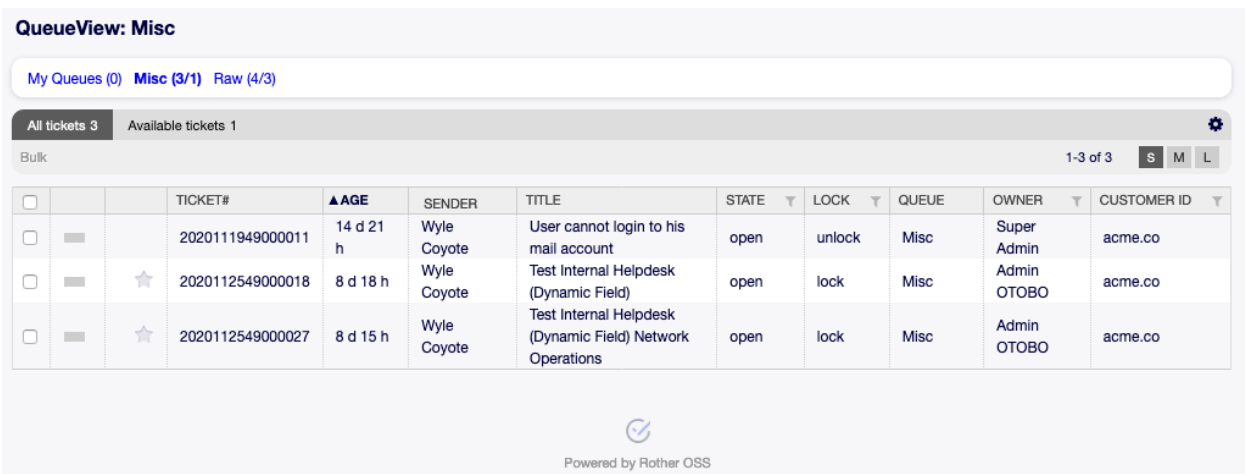 QueueView: Misc
My Queues (0) Misc (3/1) Raw (4/3)
All tickets 3 Available tickets 1
Bulk 1-3 of 3 S M L
TICKET# ▲AGE SENDER TITLE STATE LOCK QUEUE OWNER CUSTOMER ID
2020111949000011 14 d 21 h Wyle Coyote User cannot login to his mail account open unlock Misc Super Admin acme.co
2020112549000018 8 d 18 h Wyle Coyote Test Internal Helpdesk (Dynamic Field) open lock Misc Admin OTOBO acme.co
2020112549000027 8 d 15 h Wyle Coyote Test Internal Helpdesk (Dynamic Field) Network Operations open lock Misc Admin OTOBO acme.co
Powered by Rother OSS